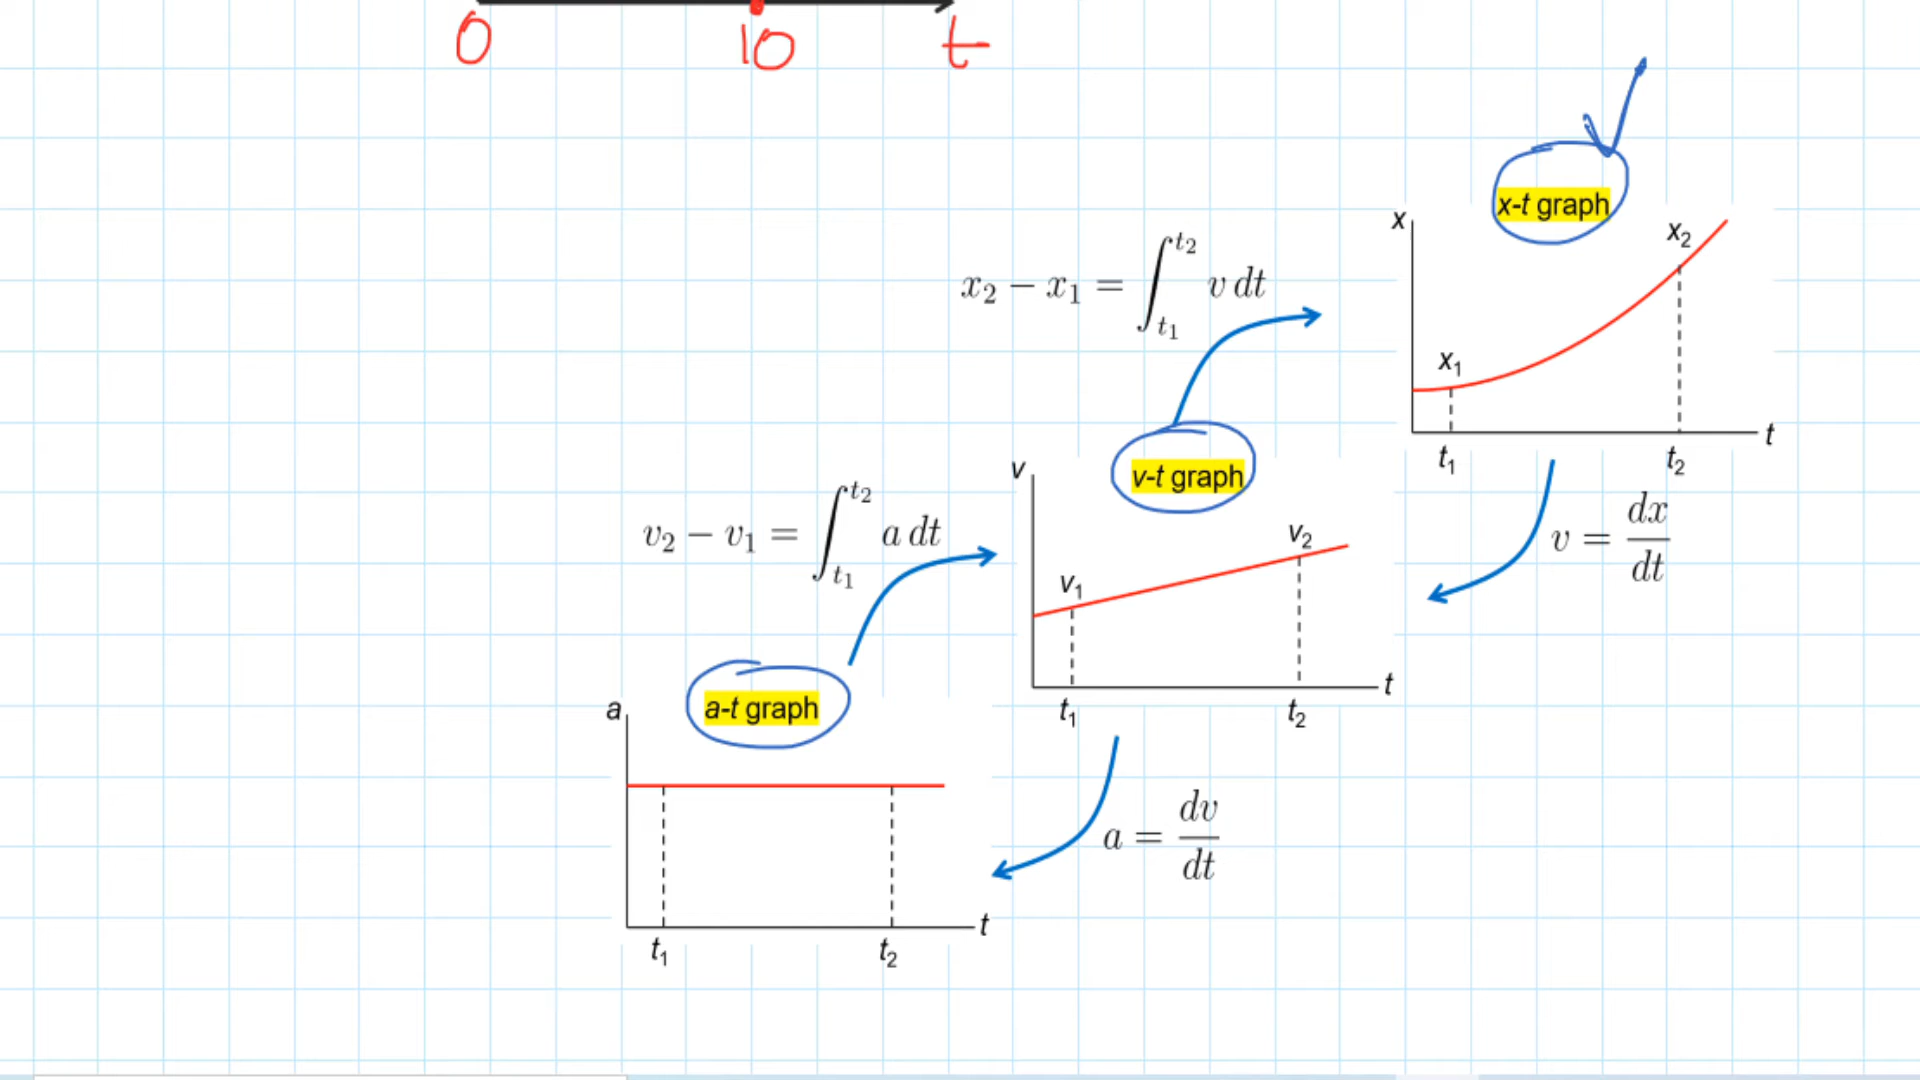 0 10 t
x-t graph
x
x₂
x₂ − x₁ = ∫ₜ₁ᵗ² v dt
x₁
t
t₁ t₂
v-t graph
v
v₂ − v₁ = ∫ₜ₁ᵗ² a dt
v = dx/dt
v₂
v₁
t
t₁ t₂
a-t graph
a
a = dv/dt
t
t₁ t₂